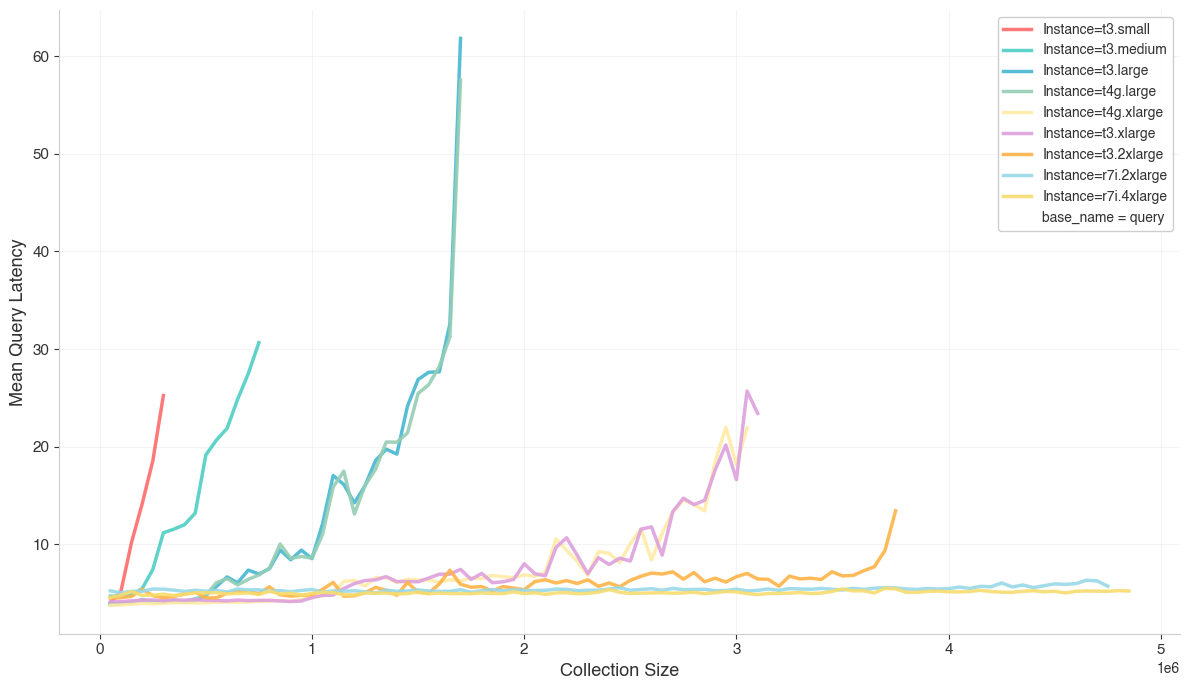 Instance=t3.small
Instance=t3.medium
Instance=t3.large
Instance=t4g.large
Instance=t4g.xlarge
Instance=t3.xlarge
Instance=t3.2xlarge
Instance=r7i.2xlarge
Instance=r7i.4xlarge
base_name = query
Mean Query Latency
60
50
40
30
20
10
0 1 2 3 4 5
1e6
Collection Size